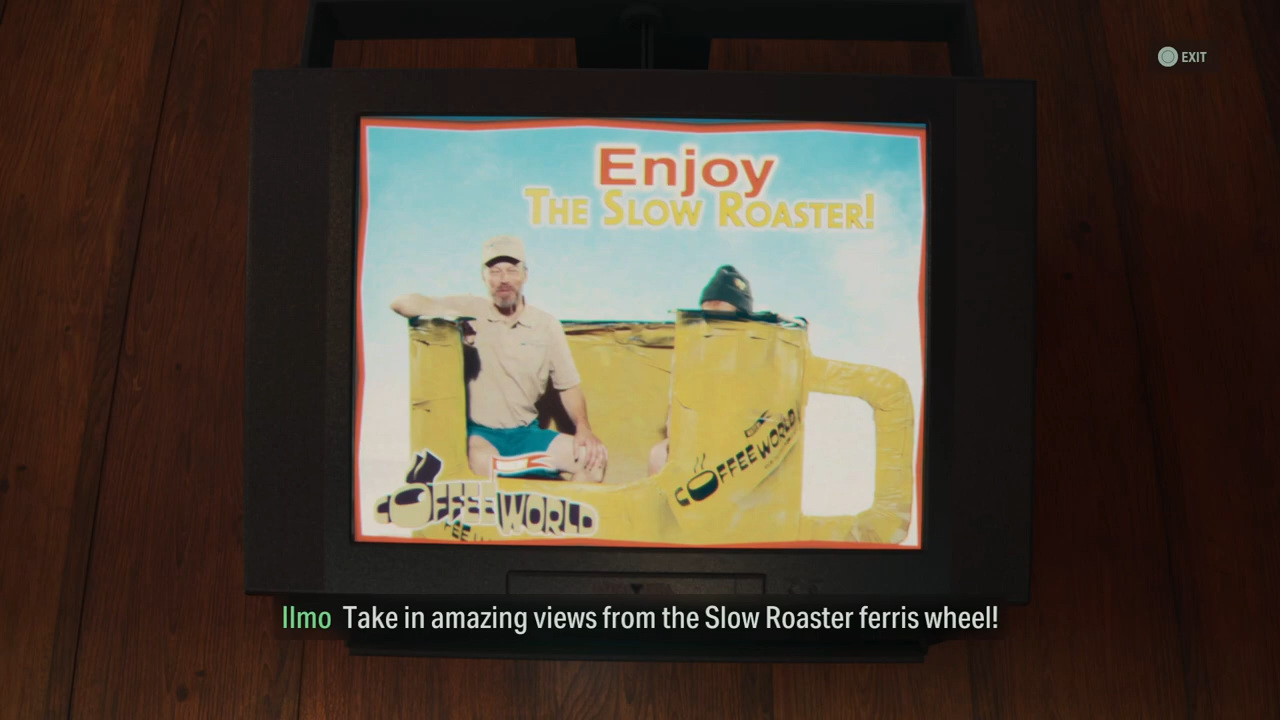 EXIT
Enjoy
THE SLOW ROASTER!
COFFEE WORLD
COFFEE WORLD
Ilmo Take in amazing views from the Slow Roaster ferris wheel!